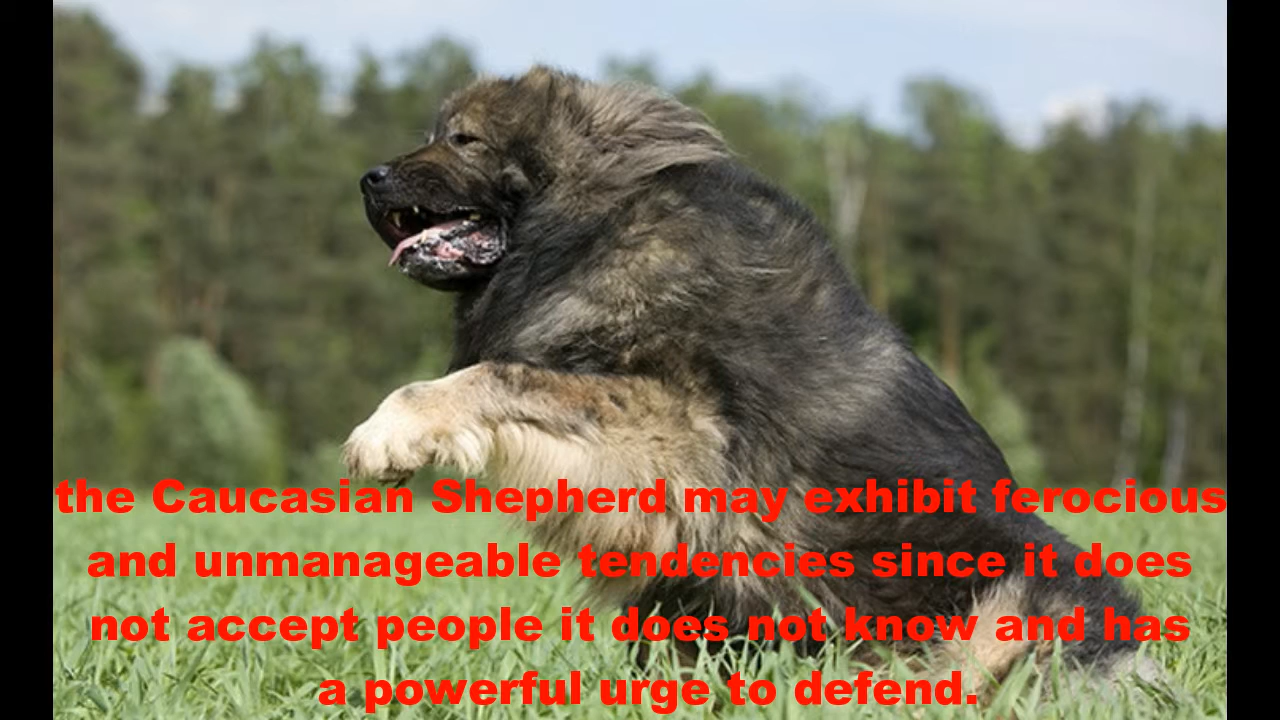 the Caucasian Shepherd may exhibit ferocious
and unmanageable tendencies since it does
not accept people it does not know and has
a powerful urge to defend.